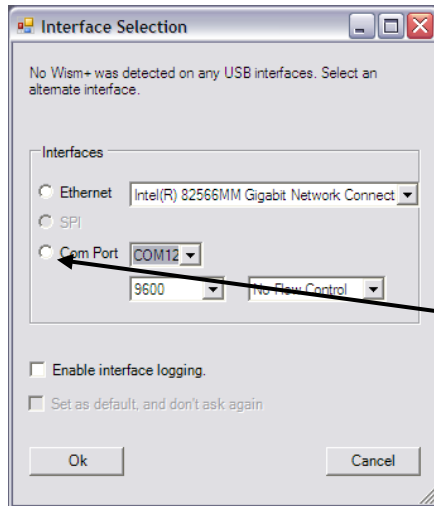 Interface Selection
No Wism+ was detected on any USB interfaces. Select an
alternate interface.
Interfaces
Ethernet Intel(R) 82566MM Gigabit Network Connect
SPI
Com Port COM12
9600 No Flow Control
Enable interface logging.
Set as default, and don't ask again
Ok Cancel